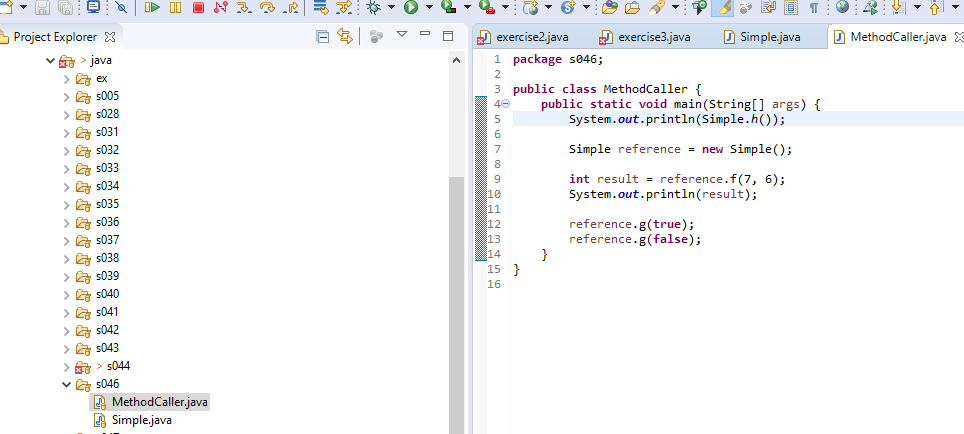 Project Explorer
> java
ex
s005
s028
s031
s032
s033
s034
s035
s036
s037
s038
s039
s040
s041
s042
s043
> s044
s046
MethodCaller.java
Simple.java
exercise2.java
exercise3.java
Simple.java
MethodCaller.java
1 package s046;
2
3 public class MethodCaller {
4 public static void main(String[] args) {
5 System.out.println(Simple.h());
6
7 Simple reference = new Simple();
8
9 int result = reference.f(7, 6);
10 System.out.println(result);
11
12 reference.g(true);
13 reference.g(false);
14 }
15 }
16